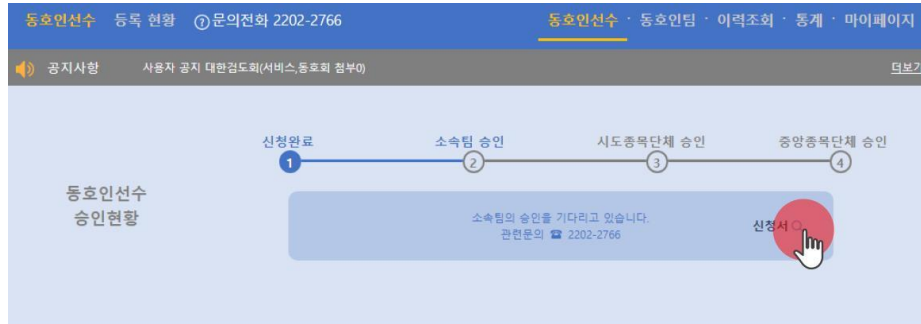 동호인선수 등록 현황 ?문의전화 2202-2766 동호인선수 · 동호인팀 · 이력조회 · 통계 · 마이페이지
공지사항 사용자 공지 대한검도회(서비스,동호회 첨부0) 더보기
신청완료 소속팀 승인 시도종목단체 승인 중앙종목단체 승인
1 2 3 4
동호인선수
승인현황
소속팀의 승인을 기다리고 있습니다.
관련문의 ☎ 2202-2766
신청서